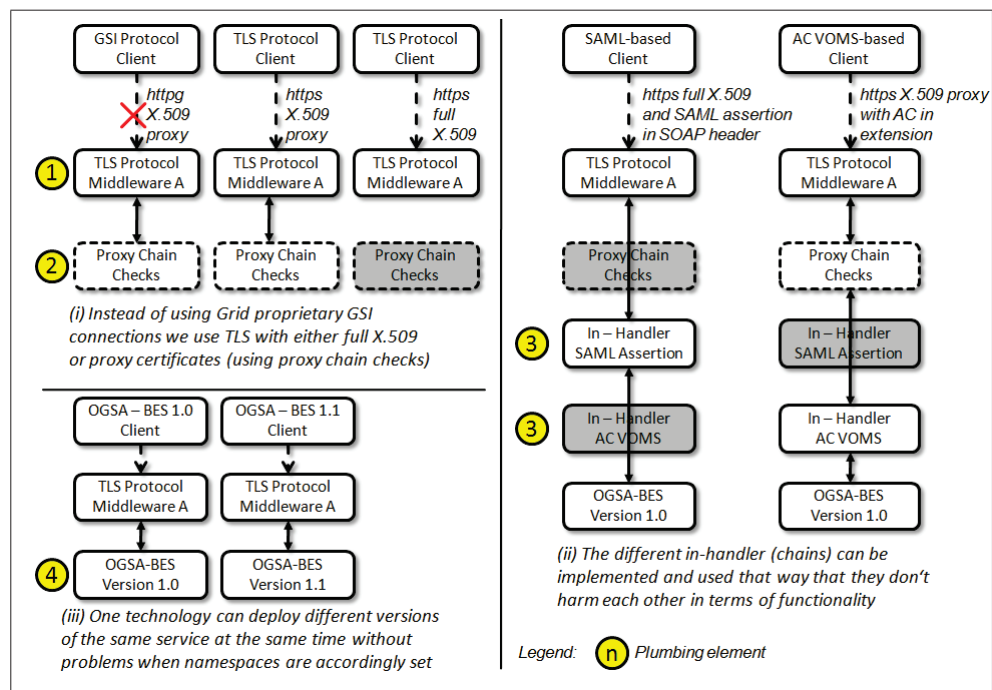 GSI Protocol
Client
TLS Protocol
Client
TLS Protocol
Client
httpg
X.509
proxy
https
X.509
proxy
https
full
X.509
1
TLS Protocol
Middleware A
TLS Protocol
Middleware A
TLS Protocol
Middleware A
2
Proxy Chain
Checks
Proxy Chain
Checks
Proxy Chain
Checks
(i) Instead of using Grid proprietary GSI
connections we use TLS with either full X.509
or proxy certificates (using proxy chain checks)
OGSA – BES 1.0
Client
OGSA – BES 1.1
Client
TLS Protocol
Middleware A
TLS Protocol
Middleware A
4
OGSA-BES
Version 1.0
OGSA-BES
Version 1.1
(iii) One technology can deploy different versions
of the same service at the same time without
problems when namespaces are accordingly set
SAML-based
Client
AC VOMS-based
Client
https full X.509
and SAML assertion
in SOAP header
https X.509 proxy
with AC in
extension
TLS Protocol
Middleware A
TLS Protocol
Middleware A
Proxy Chain
Checks
Proxy Chain
Checks
3
In – Handler
SAML Assertion
In – Handler
SAML Assertion
3
In – Handler
AC VOMS
In – Handler
AC VOMS
OGSA-BES
Version 1.0
OGSA-BES
Version 1.0
(ii) The different in-handler (chains) can be
implemented and used that way that they don't
harm each other in terms of functionality
Legend: n Plumbing element